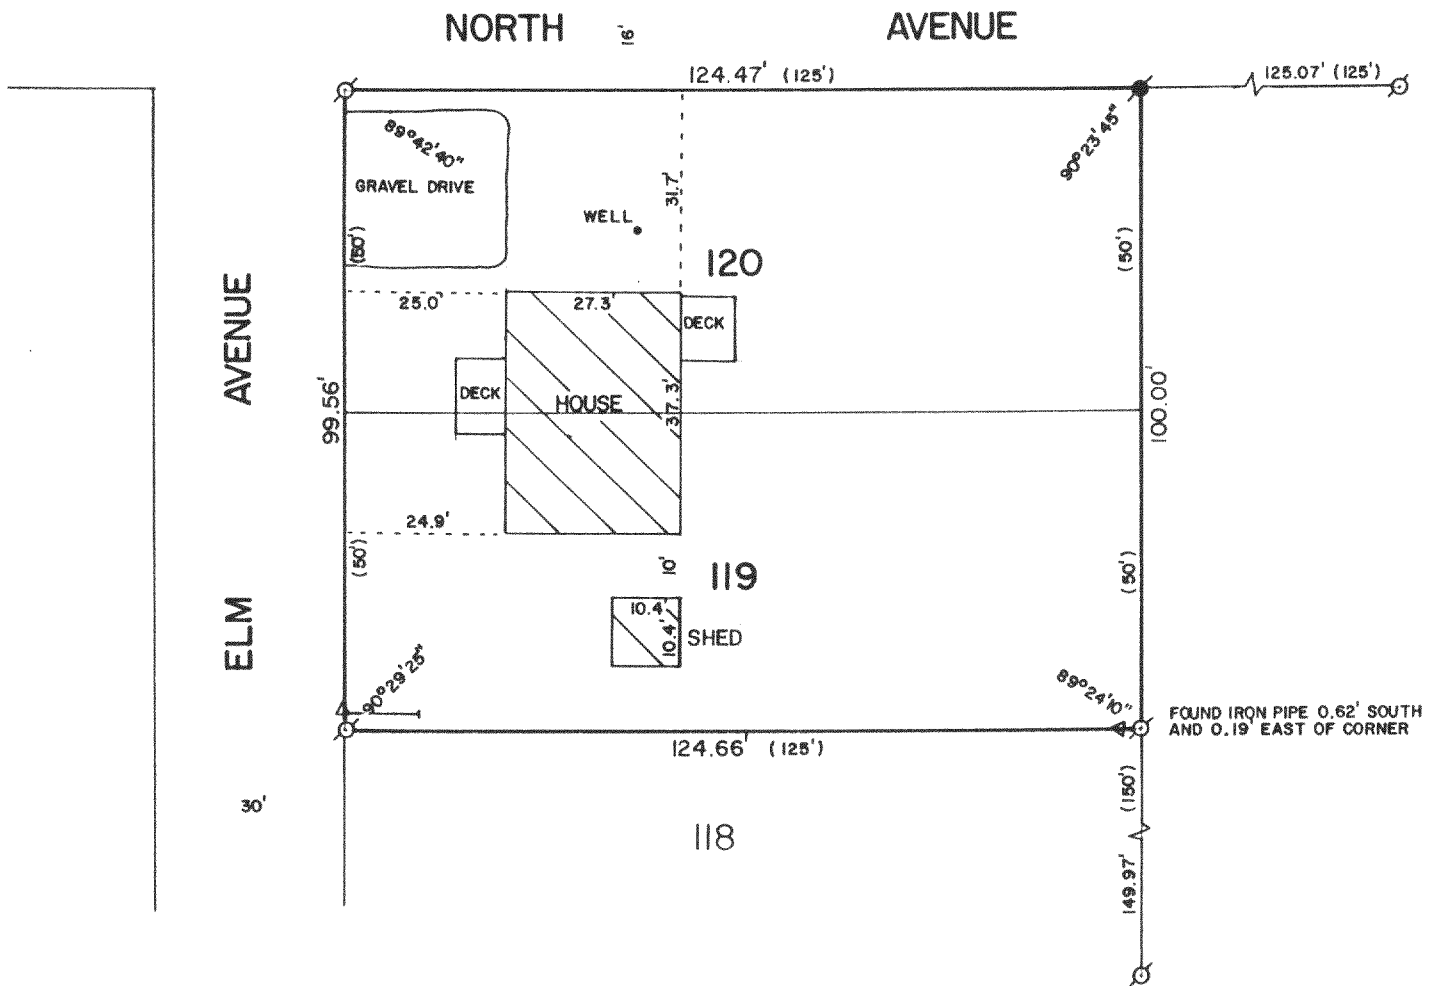 NORTH 16' AVENUE
124.47' (125')
125.07' (125')
89°42'40"
90°23'45"
GRAVEL DRIVE
31.7'
WELL
(50')
(50')
120
25.0'
27.3'
DECK
AVENUE
99.56'
DECK
HOUSE
37.3'
100.00'
24.9'
(50')
10'
119
(50')
ELM
10.4'
10.4'
SHED
90°29'25"
89°24'10"
FOUND IRON PIPE 0.62' SOUTH
AND 0.19' EAST OF CORNER
124.66' (125')
30'
118
(150')
149.97'